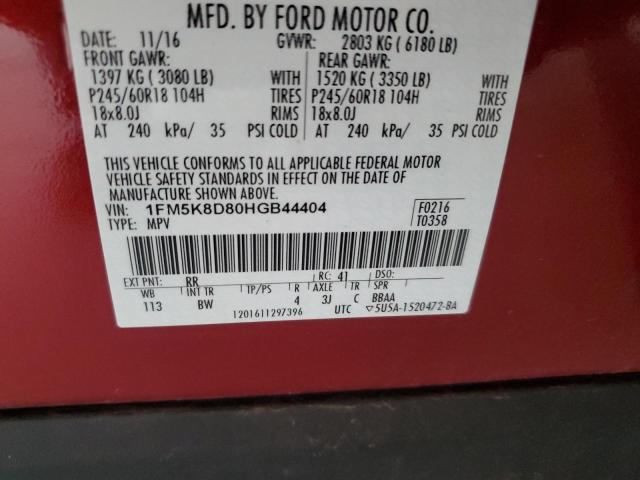 MFD. BY FORD MOTOR CO.
DATE: 11/16 GVWR: 2803 KG (6180 LB)
FRONT GAWR: REAR GAWR:
1397 KG (3080 LB) WITH 1520 KG (3350 LB) WITH
P245/60R18 104H TIRES P245/60R18 104H TIRES
18x8.0J RIMS 18x8.0J RIMS
AT 240 kPa/ 35 PSI COLD AT 240 kPa/ 35 PSI COLD
THIS VEHICLE CONFORMS TO ALL APPLICABLE FEDERAL MOTOR
VEHICLE SAFETY STANDARDS IN EFFECT ON THE DATE OF
MANUFACTURE SHOWN ABOVE.
VIN: 1FM5K8D80HGB44404 F0216
TYPE: MPV T0358
EXT PNT: RR RC: 41 DSO:
WB INT TR TP/PS R AXLE TR SPR
113 BW 4 3J C BBAA
1201611297396 UTC ▽5U5A-1520472-BA